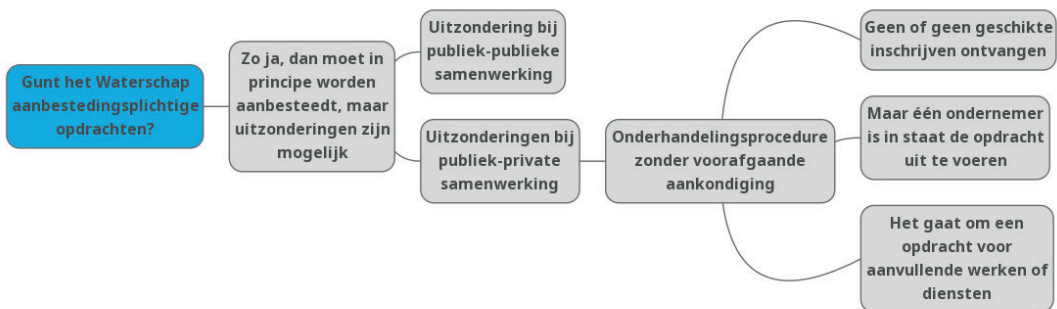 Gunt het Waterschap
aanbestedingsplichtige
opdrachten?
Zo ja, dan moet in
principe worden
aanbesteedt, maar
uitzonderingen zijn
mogelijk
Uitzondering bij
publiek-publieke
samenwerking
Uitzonderingen bij
publiek-private
samenwerking
Onderhandelingsprocedure
zonder voorafgaande
aankondiging
Geen of geen geschikte
inschrijven ontvangen
Maar één ondernemer
is in staat de opdracht
uit te voeren
Het gaat om een
opdracht voor
aanvullende werken of
diensten